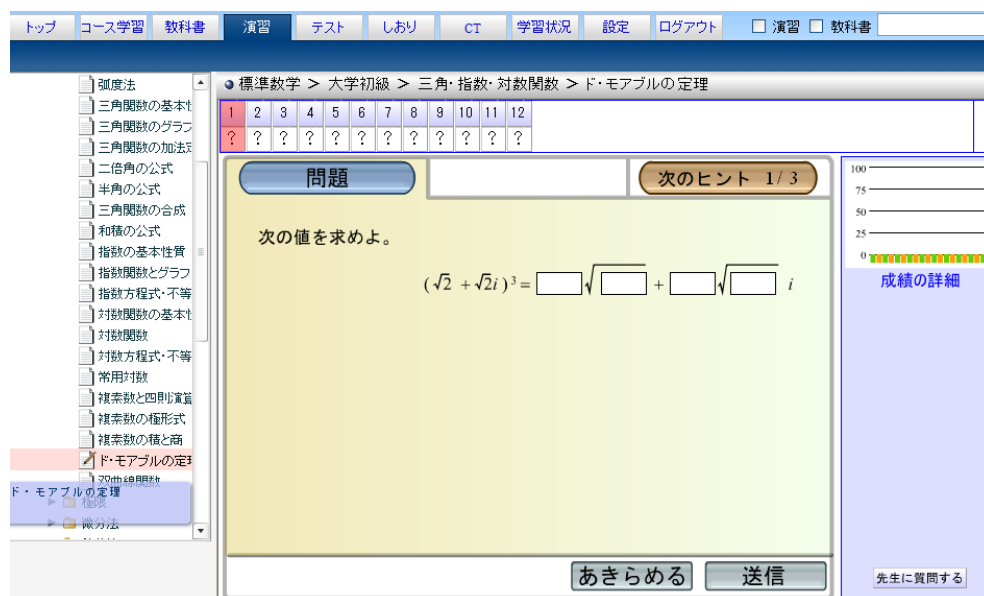 トップ コース学習 教科書 演習 テスト しおり CT 学習状況 設定 ログアウト 演習 教科書
弧度法
三角関数の基本性
三角関数のグラフ
三角関数の加法定
二倍角の公式
半角の公式
三角関数の合成
和積の公式
指数の基本性質
指数関数とグラフ
指数方程式・不等
対数関数の基本性
対数関数
対数方程式・不等
常用対数
複素数と四則演算
複素数の極形式
複素数の積と商
ド・モアブルの定理
双曲線関数
ド・モアブルの定理
極限
微分法
標準数学 > 大学初級 > 三角・指数・対数関数 > ド・モアブルの定理
1 2 3 4 5 6 7 8 9 10 11 12
? ? ? ? ? ? ? ? ? ? ? ?
問題 次のヒント 1/3
次の値を求めよ。
(√2 + √2i)³ = √ + √ i
あきらめる 送信
100
75
50
25
0
成績の詳細
先生に質問する